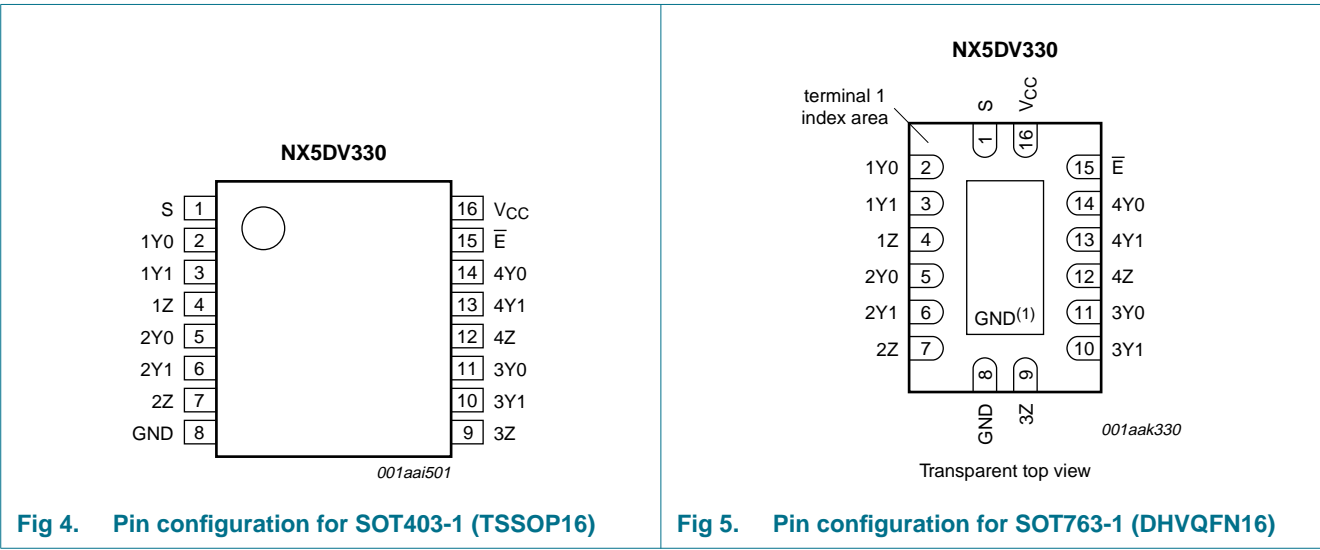 NX5DV330
S 1
1Y0 2
1Y1 3
1Z 4
2Y0 5
2Y1 6
2Z 7
GND 8
16 VCC
15 E̅
14 4Y0
13 4Y1
12 4Z
11 3Y0
10 3Y1
9 3Z
001aai501
Fig 4. Pin configuration for SOT403-1 (TSSOP16)
NX5DV330
terminal 1
index area
S
VCC
1
16
1Y0 2
1Y1 3
1Z 4
2Y0 5
2Y1 6
2Z 7
15 E̅
14 4Y0
13 4Y1
12 4Z
11 3Y0
10 3Y1
GND(1)
8
9
GND
3Z
001aak330
Transparent top view
Fig 5. Pin configuration for SOT763-1 (DHVQFN16)